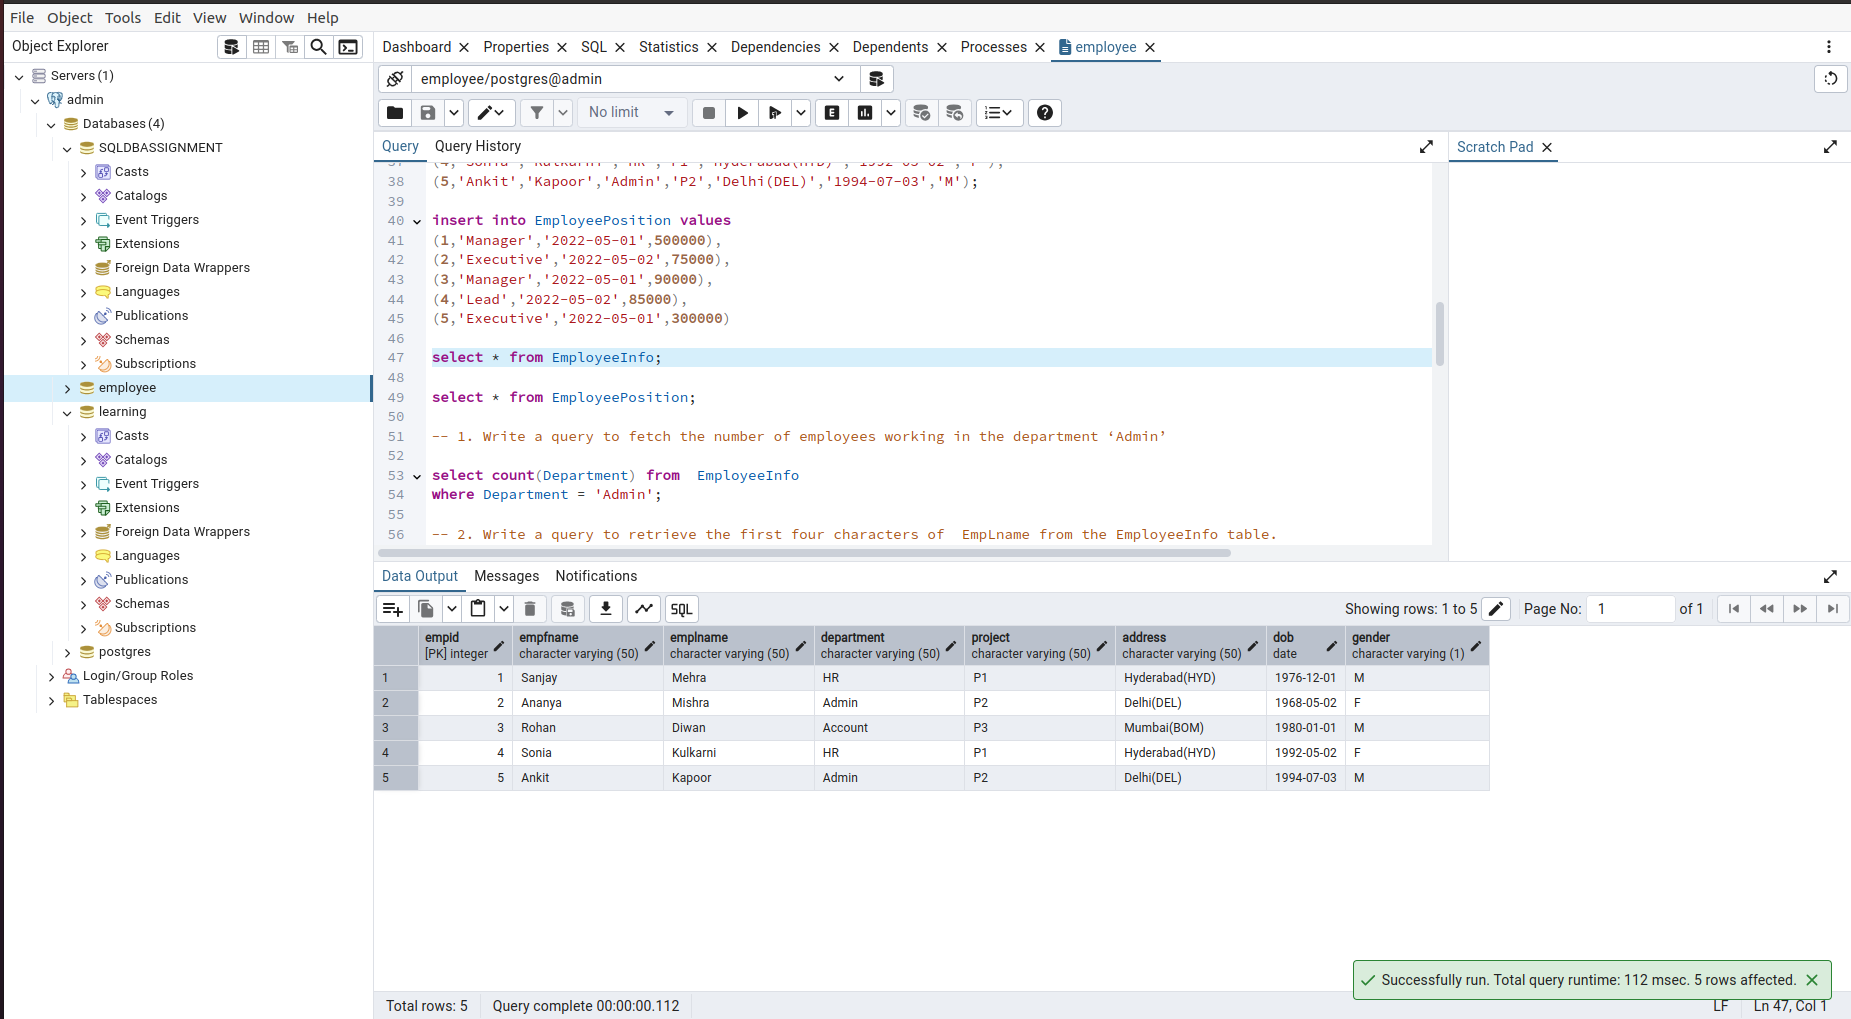 File Object Tools Edit View Window Help
Object Explorer
Servers (1)
admin
Databases (4)
SQLDBASSIGNMENT
Casts
Catalogs
Event Triggers
Extensions
Foreign Data Wrappers
Languages
Publications
Schemas
Subscriptions
employee
learning
Casts
Catalogs
Event Triggers
Extensions
Foreign Data Wrappers
Languages
Publications
Schemas
Subscriptions
postgres
Login/Group Roles
Tablespaces
Dashboard Properties SQL Statistics Dependencies Dependents Processes employee
employee/postgres@admin
No limit E
Query Query History
37 (4,'Sonia','Kulkarni','HR','P1','Hyderabad(HYD)','1992-05-02','F'),
38 (5,'Ankit','Kapoor','Admin','P2','Delhi(DEL)','1994-07-03','M');
39
40 insert into EmployeePosition values
41 (1,'Manager','2022-05-01',500000),
42 (2,'Executive','2022-05-02',75000),
43 (3,'Manager','2022-05-01',90000),
44 (4,'Lead','2022-05-02',85000),
45 (5,'Executive','2022-05-01',300000)
46
47 select * from EmployeeInfo;
48
49 select * from EmployeePosition;
50
51 -- 1. Write a query to fetch the number of employees working in the department ‘Admin’
52
53 select count(Department) from  EmployeeInfo
54 where Department = 'Admin';
55
56 -- 2. Write a query to retrieve the first four characters of  EmpLname from the EmployeeInfo table.
Scratch Pad
Data Output Messages Notifications
SQL Showing rows: 1 to 5 Page No: 1 of 1
empid empfname emplname department project address dob gender
[PK] integer character varying (50) character varying (50) character varying (50) character varying (50) character varying (50) date character varying (1)
1 1 Sanjay Mehra HR P1 Hyderabad(HYD) 1976-12-01 M
2 2 Ananya Mishra Admin P2 Delhi(DEL) 1968-05-02 F
3 3 Rohan Diwan Account P3 Mumbai(BOM) 1980-01-01 M
4 4 Sonia Kulkarni HR P1 Hyderabad(HYD) 1992-05-02 F
5 5 Ankit Kapoor Admin P2 Delhi(DEL) 1994-07-03 M
Successfully run. Total query runtime: 112 msec. 5 rows affected.
Total rows: 5 Query complete 00:00:00.112 LF Ln 47, Col 1